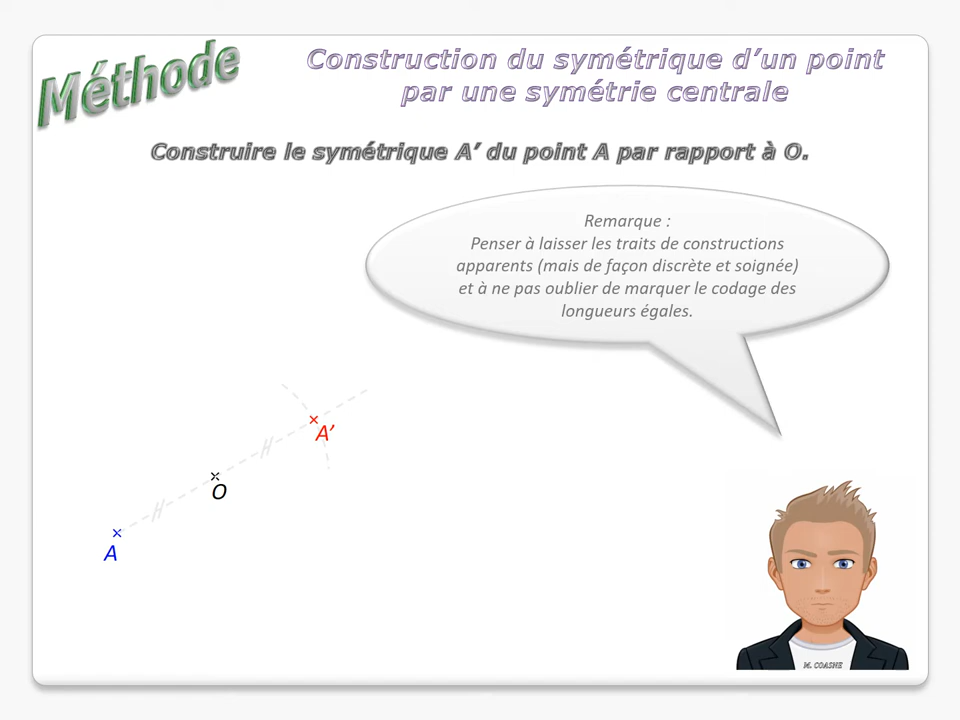 Méthode
Construction du symétrique d’un point
par une symétrie centrale
Construire le symétrique A’ du point A par rapport à O.
Remarque :
Penser à laisser les traits de constructions
apparents (mais de façon discrète et soignée)
et à ne pas oublier de marquer le codage des
longueurs égales.
A’
O
A
M. COASNE